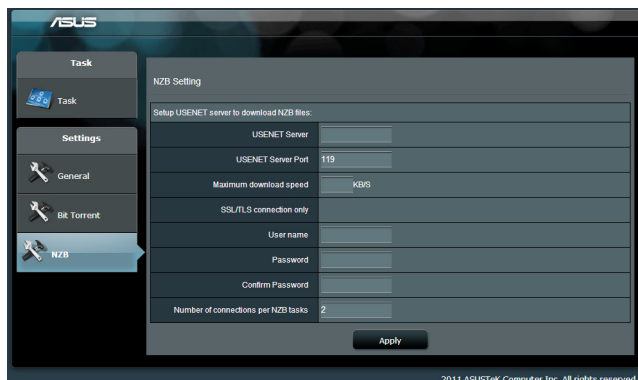 ASUS
Task
Task
Settings
General
Bit Torrent
NZB
NZB Setting
Setup USENET server to download NZB files:
USENET Server
USENET Server Port 119
Maximum download speed KB/S
SSL/TLS connection only
User name
Password
Confirm Password
Number of connections per NZB tasks 2
Apply
2011 ASUSTeK Computer Inc. All rights reserved